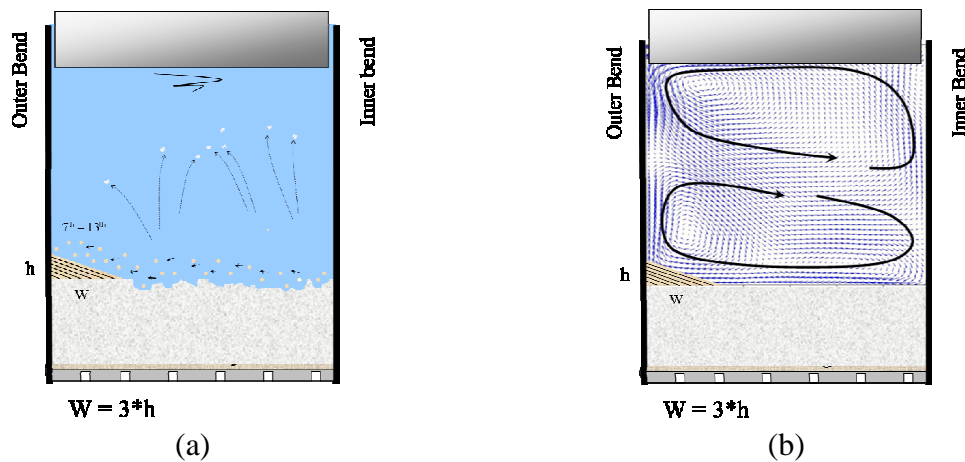 Outer Bend
Inner bend
7th – 13th
h
W
W = 3*h
(a)
Outer Bend
Inner Bend
h
W
W = 3*h
(b)